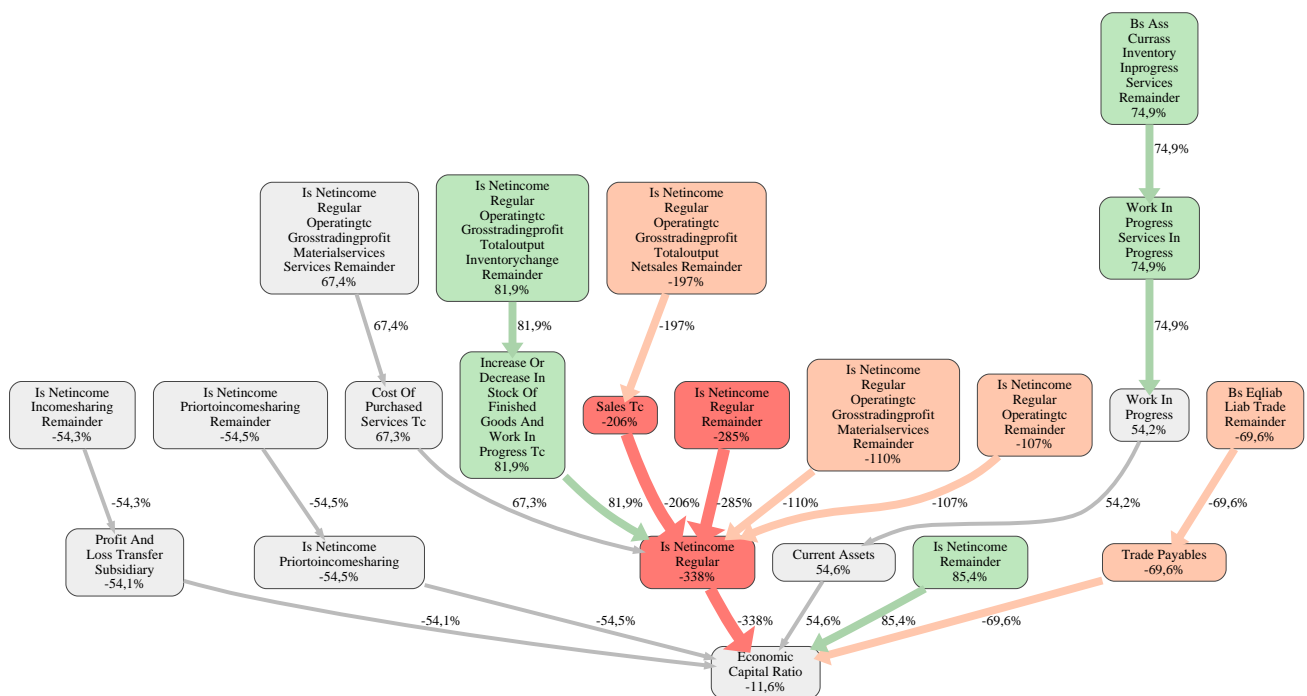 Bs Ass
Currass
Inventory
Inprogress
Services
Remainder
74,9%
74,9%
Is Netincome
Regular
Operatingtc
Grosstradingprofit
Materialservices
Services Remainder
67,4%
Is Netincome
Regular
Operatingtc
Grosstradingprofit
Totaloutput
Inventorychange
Remainder
81,9%
Is Netincome
Regular
Operatingtc
Grosstradingprofit
Totaloutput
Netsales Remainder
-197%
Work In
Progress
Services In
Progress
74,9%
67,4%
81,9%
-197%
74,9%
Is Netincome
Incomesharing
Remainder
-54,3%
Is Netincome
Priortoincomesharing
Remainder
-54,5%
Cost Of
Purchased
Services Tc
67,3%
Increase Or
Decrease In
Stock Of
Finished
Goods And
Work In
Progress Tc
81,9%
Sales Tc
-206%
Is Netincome
Regular
Remainder
-285%
Is Netincome
Regular
Operatingtc
Grosstradingprofit
Materialservices
Remainder
-110%
Is Netincome
Regular
Operatingtc
Remainder
-107%
Work In
Progress
54,2%
Bs Eqliab
Liab Trade
Remainder
-69,6%
-54,3%
-54,5%
67,3%
81,9%
-206%
-285%
-110%
-107%
54,2%
-69,6%
Profit And
Loss Transfer
Subsidiary
-54,1%
Is Netincome
Priortoincomesharing
-54,5%
Is Netincome
Regular
-338%
Current Assets
54,6%
Is Netincome
Remainder
85,4%
Trade Payables
-69,6%
-54,1%
-54,5%
-338%
54,6%
85,4%
-69,6%
Economic
Capital Ratio
-11,6%